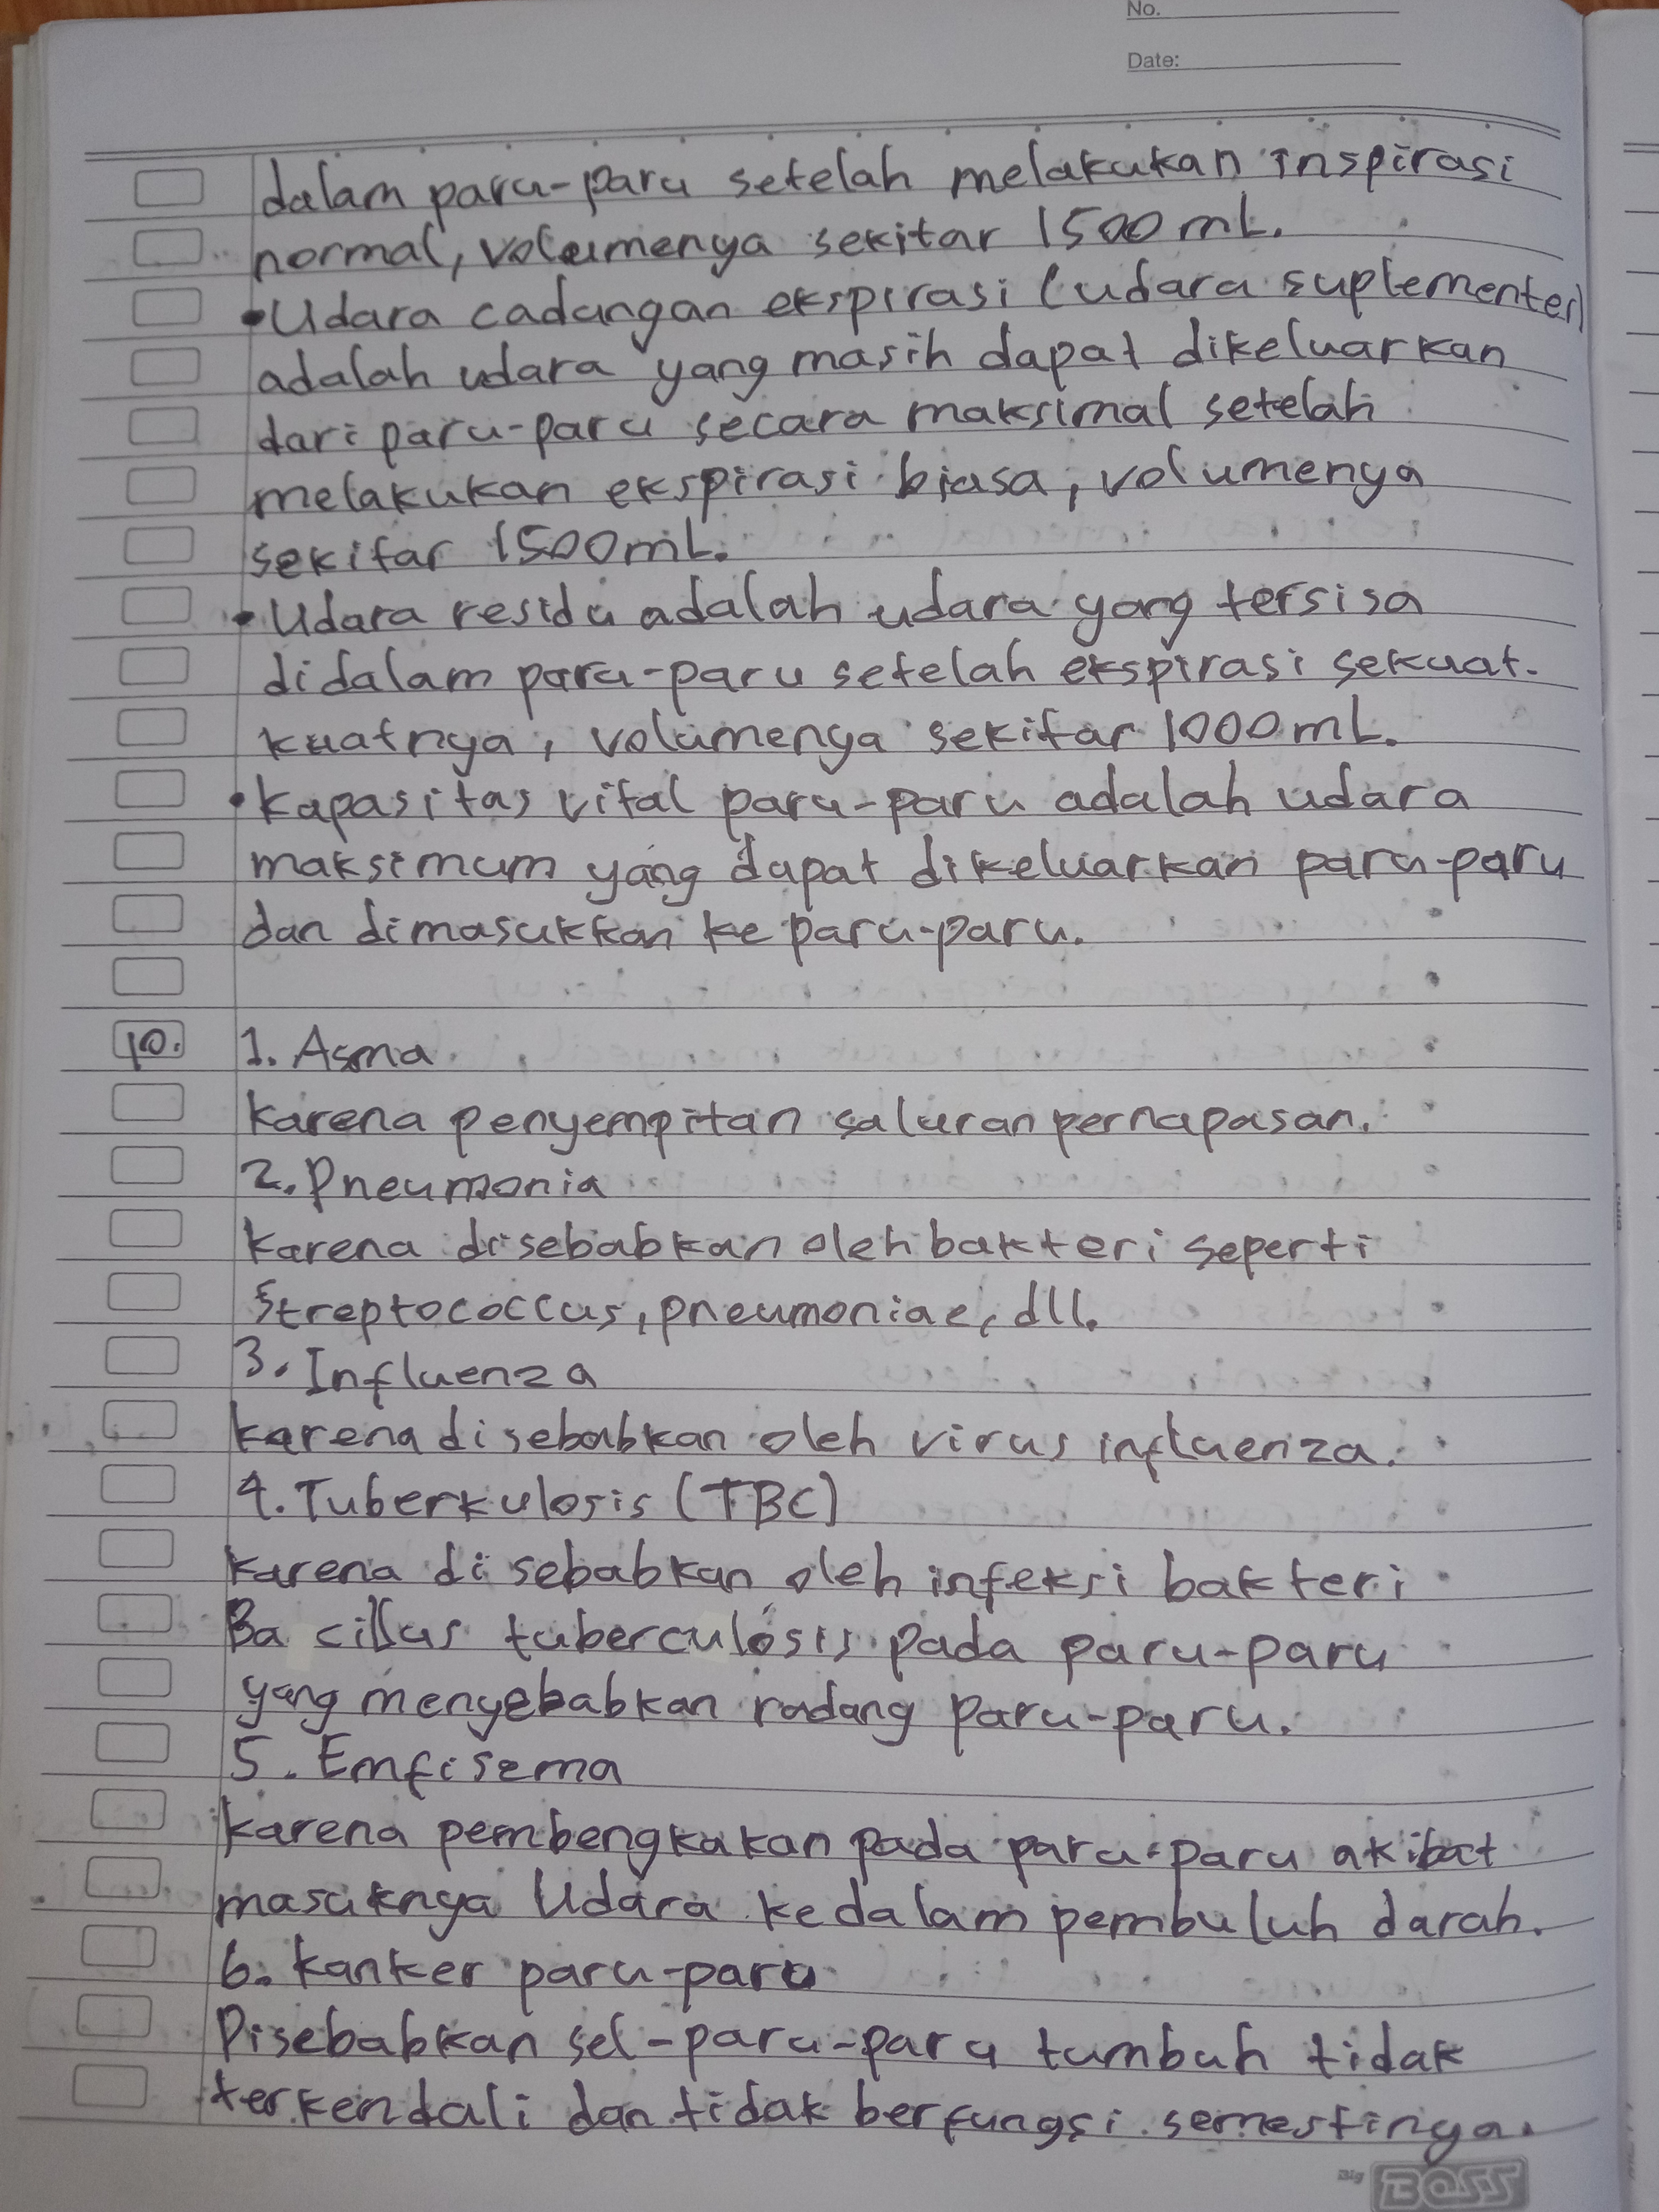 No.
Date:
dalam paru-paru setelah melakukan inspirasi
normal, volumenya sekitar 1500 mL.
• Udara cadangan ekspirasi (udara suplementer)
adalah udara yang masih dapat dikeluarkan
dari paru-paru secara maksimal setelah
melakukan ekspirasi biasa, volumenya
sekitar 1500mL.
• Udara residu adalah udara yang tersisa
didalam paru-paru setelah ekspirasi sekuat-
kuatnya, volumenya sekitar 1000mL.
• Kapasitas vital paru-paru adalah udara
maksimum yang dapat dikeluarkan paru-paru
dan dimasukkan ke paru-paru.
10. 1. Asma
Karena penyempitan saluran pernapasan.
2. Pneumonia
Karena disebabkan oleh bakteri seperti
Streptococcus, pneumoniae, dll.
3. Influenza
Karena disebabkan oleh virus influenza.
4. Tuberkulosis (TBC)
Karena disebabkan oleh infeksi bakteri
Bacillus tuberculosis pada paru-paru
yang menyebabkan radang paru-paru.
5. Emfisema
Karena pembengkakan pada paru-paru akibat
masuknya Udara kedalam pembuluh darah.
6. Kanker paru-paru
Disebabkan sel-paru-paru tumbuh tidak
terkendali dan tidak berfungsi semestinya.
Big BOSS